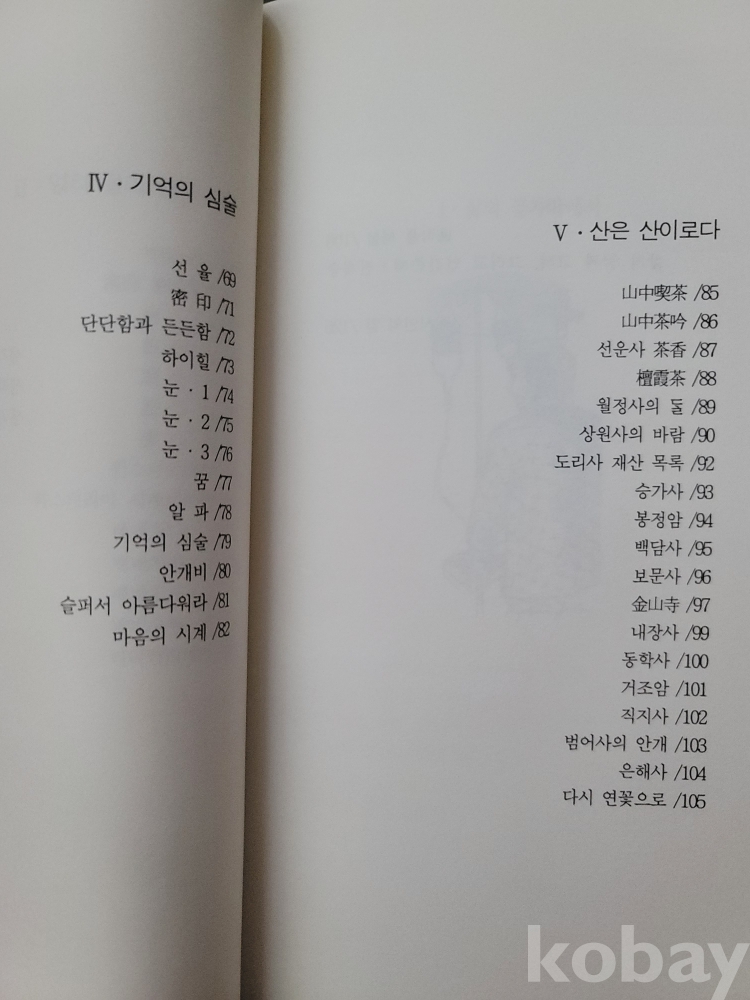 Ⅳ · 기억의 심술
선 율 /69
密 印 /71
단단함과 든든함 /72
하이힐 /73
눈 · 1 /74
눈 · 2 /75
눈 · 3 /76
꿈 /77
알 파 /78
기억의 심술 /79
안개비 /80
슬퍼서 아름다워라 /81
마음의 시계 /82
Ⅴ · 산은 산이로다
山中喫茶 /85
山中茶吟 /86
선운사 茶香 /87
檀霞茶 /88
월정사의 돌 /89
상원사의 바람 /90
도리사 재산 목록 /92
승가사 /93
봉정암 /94
백담사 /95
보문사 /96
金山寺 /97
내장사 /99
동학사 /100
거조암 /101
직지사 /102
범어사의 안개 /103
은해사 /104
다시 연꽃으로 /105
kobay